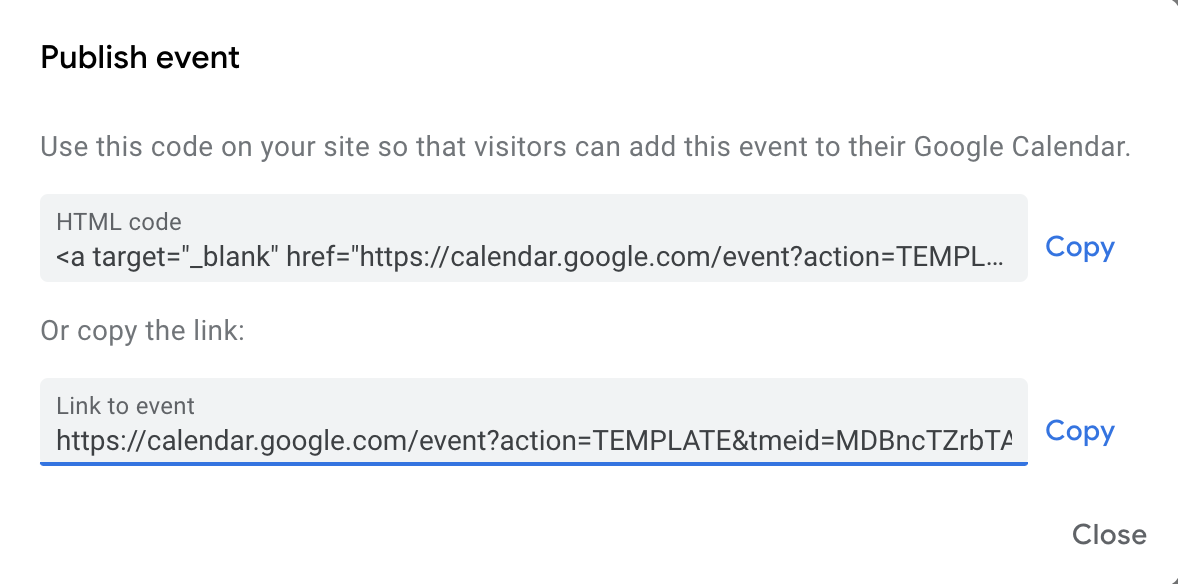 Publish event
Use this code on your site so that visitors can add this event to their Google Calendar.
HTML code
<a target="_blank" href="https://calendar.google.com/event?action=TEMPL...
Copy
Or copy the link:
Link to event
https://calendar.google.com/event?action=TEMPLATE&tmeid=MDBncTZrbTA
Copy
Close